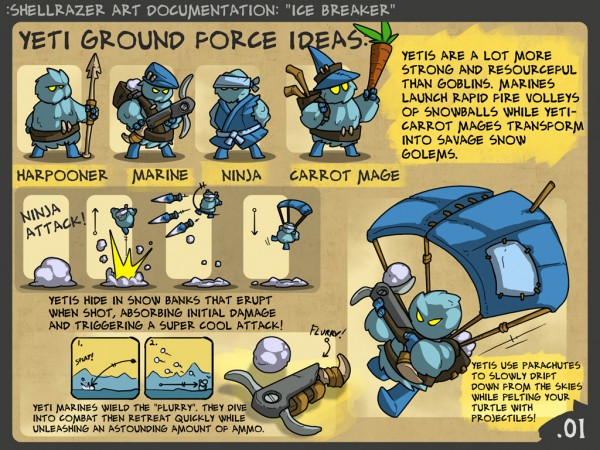 :SHELLRAZER ART DOCUMENTATION: "ICE BREAKER"
YETI GROUND FORCE IDEAS:
YETIS ARE A LOT MORE
STRONG AND RESOURCEFUL
THAN GOBLINS. MARINES
LAUNCH RAPID FIRE VOLLEYS
OF SNOWBALLS WHILE YETI-
CARROT MAGES TRANSFORM
INTO SAVAGE SNOW
GOLEMS.
HARPOONER
MARINE
NINJA
CARROT MAGE
NINJA
ATTACK!
YETIS HIDE IN SNOW BANKS THAT ERUPT
WHEN SHOT, ABSORBING INITIAL DAMAGE
AND TRIGGERING A SUPER COOL ATTACK!
1.
SPLAT!
2.
FLURRY!
YETI MARINES WIELD THE "FLURRY". THEY DIVE
INTO COMBAT THEN RETREAT QUICKLY WHILE
UNLEASHING AN ASTOUNDING AMOUNT OF AMMO.
YETIS USE PARACHUTES
TO SLOWLY DRIFT
DOWN FROM THE SKIES
WHILE PELTING YOUR
TURTLE WITH
PROJECTILES!
.01